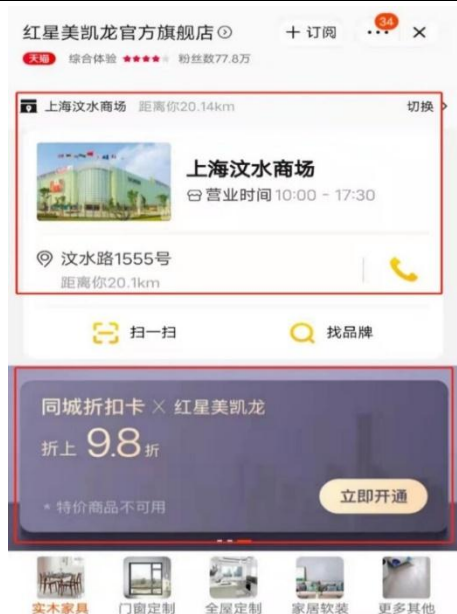 红星美凯龙官方旗舰店
+ 订阅
34
天猫 综合体验 粉丝数77.8万
上海汶水商场 距离你20.14km
切换
上海汶水商场
营业时间 10:00 - 17:30
汶水路1555号
距离你20.1km
扫一扫
找品牌
同城折扣卡 × 红星美凯龙
折上 9.8 折
* 特价商品不可用
立即开通
实木家具 门窗定制 全屋定制 家居软装 更多其他